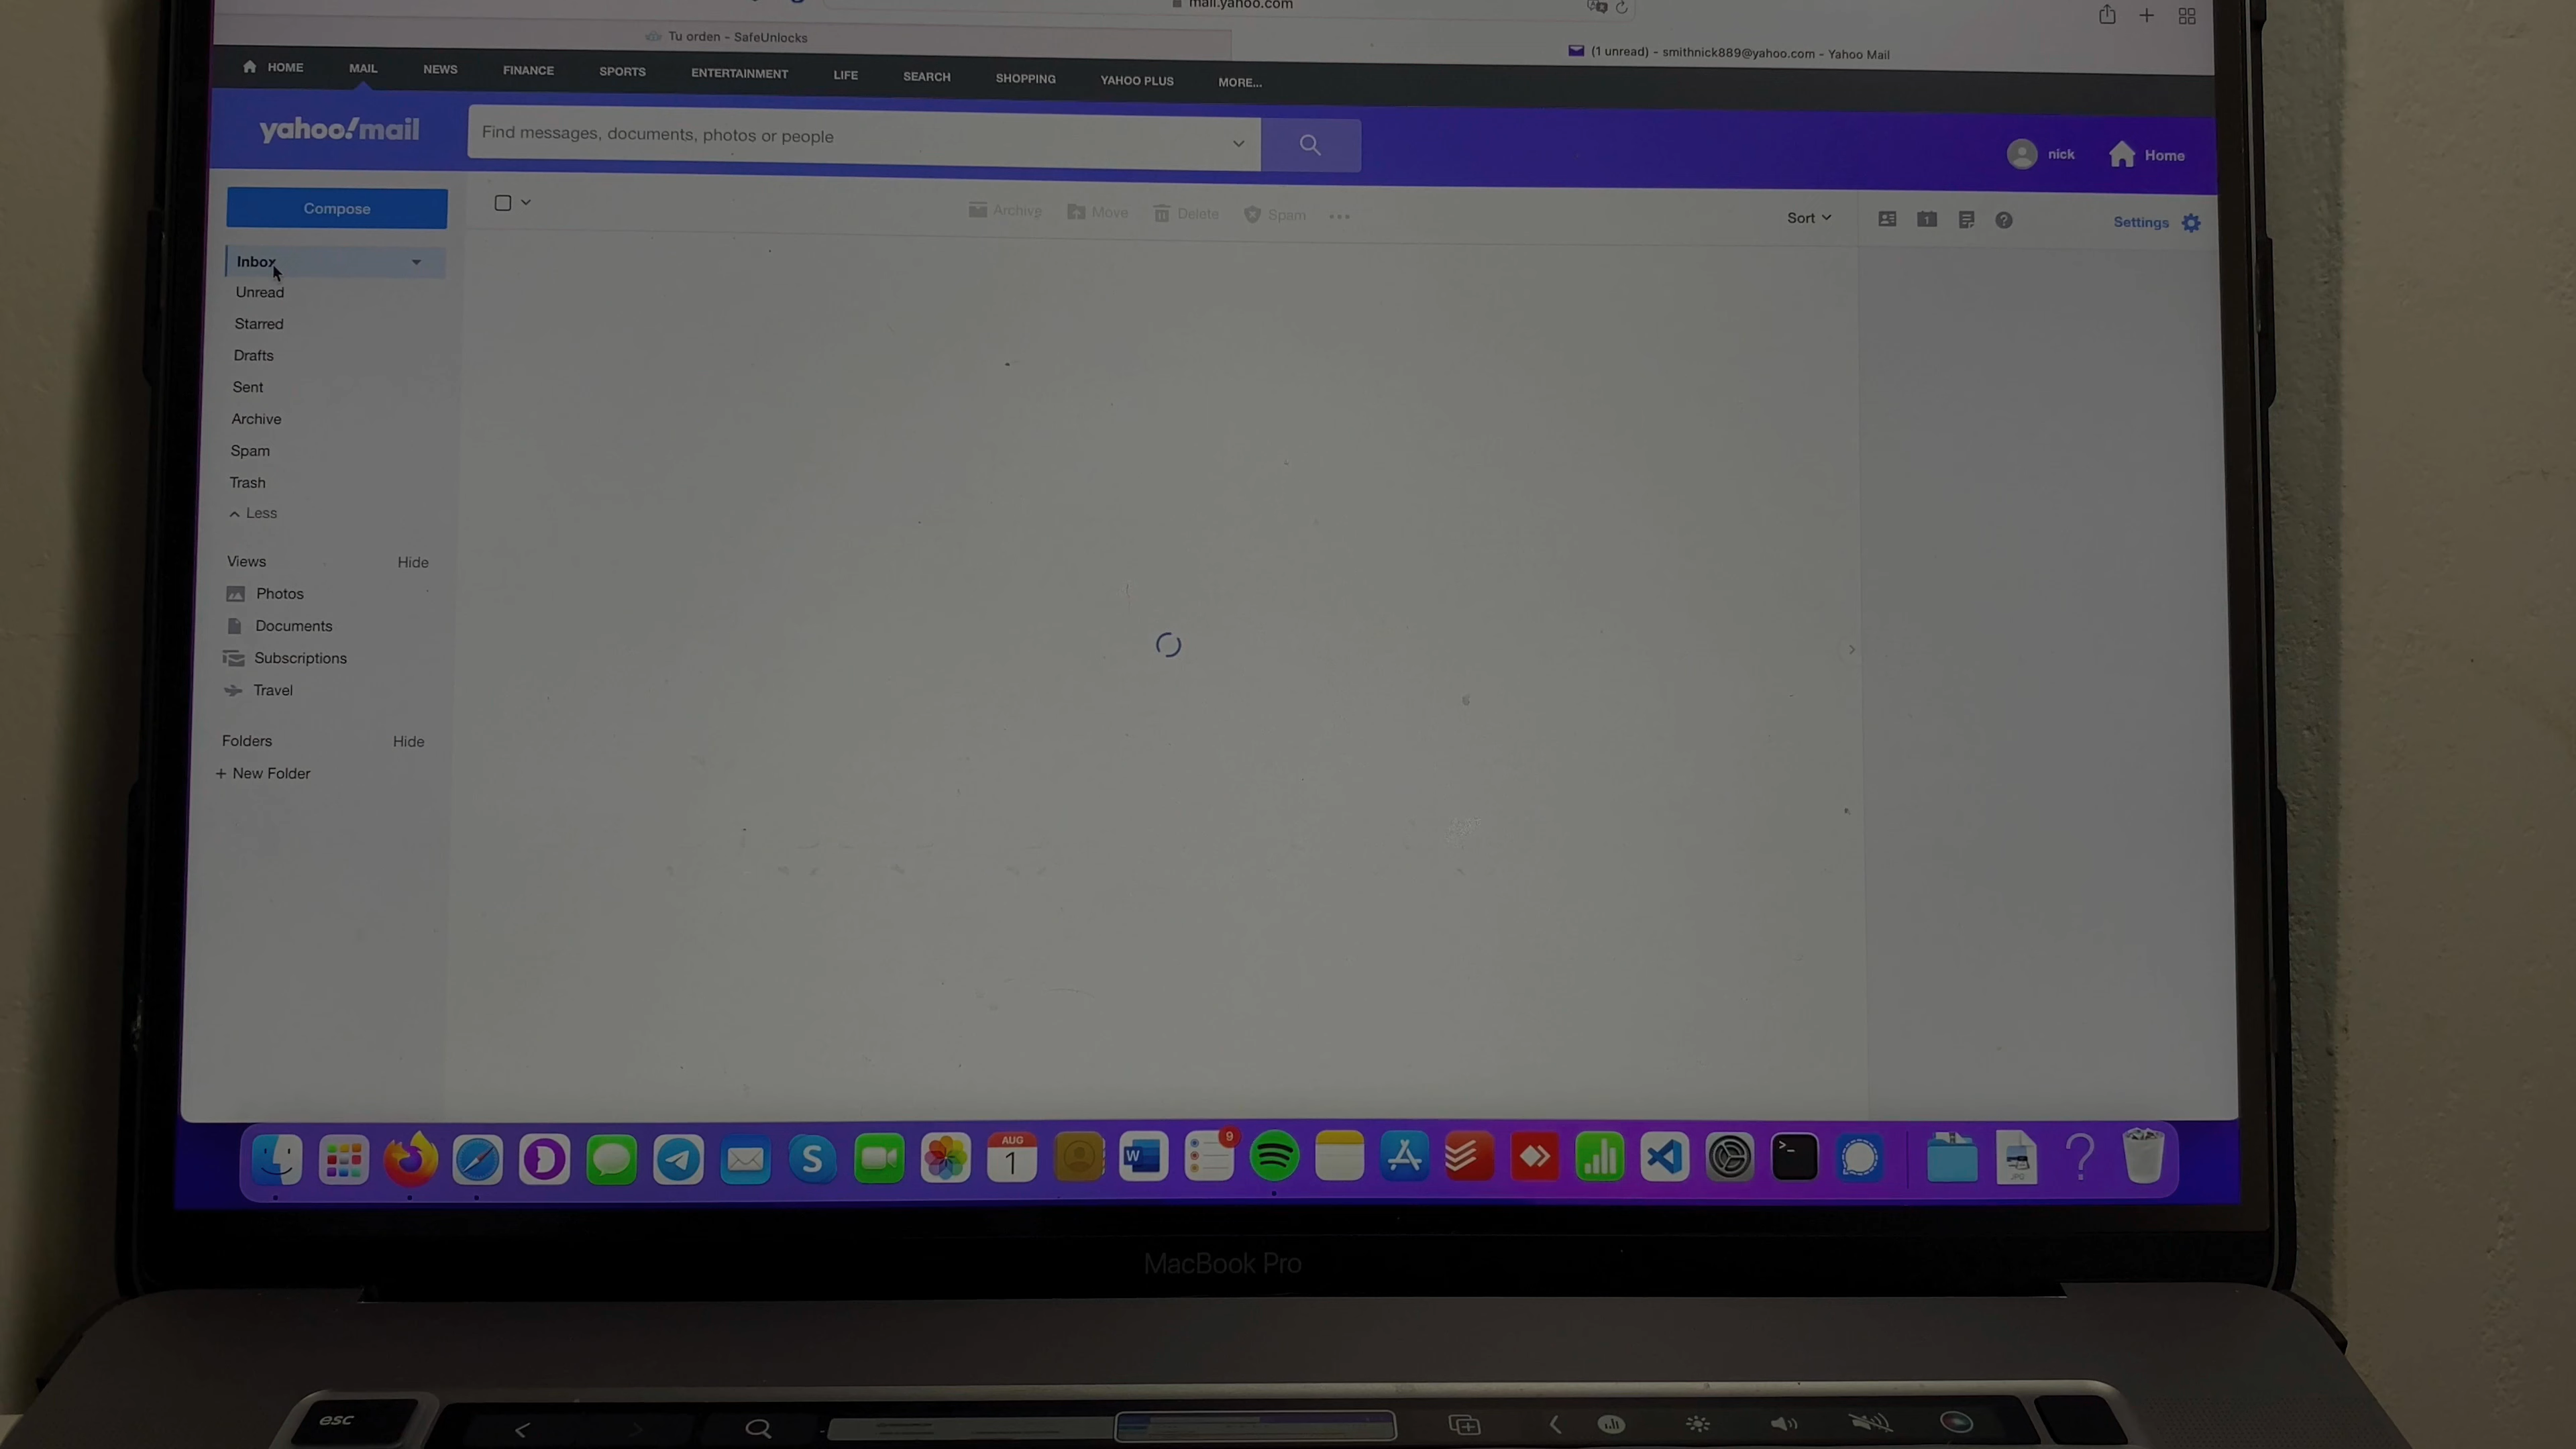 mail.yahoo.com
Tu orden - SafeUnlocks
(1 unread) - smithnick889@yahoo.com - Yahoo Mail
HOME MAIL NEWS FINANCE SPORTS ENTERTAINMENT LIFE SEARCH SHOPPING YAHOO PLUS MORE...
yahoo!mail
Find messages, documents, photos or people
nick
Home
Compose
Archive Move Delete Spam
Sort
1
Settings
Inbox
Unread
Starred
Drafts
Sent
Archive
Spam
Trash
Less
Views Hide
Photos
Documents
Subscriptions
Travel
Folders Hide
+ New Folder
S
AUG
1
W
9
JPG
MacBook Pro
esc